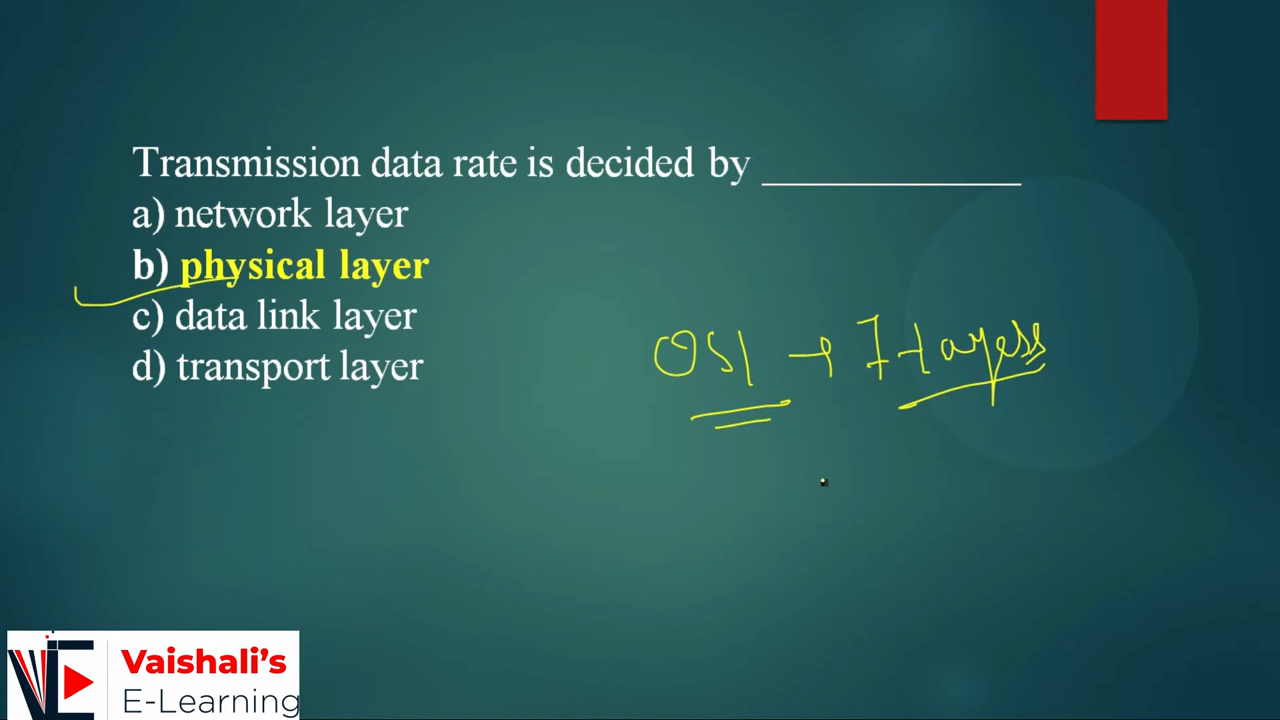 Transmission data rate is decided by _____________
a) network layer
b) physical layer
c) data link layer
d) transport layer
OSI → 7 Layers
Vaishali's
E-Learning